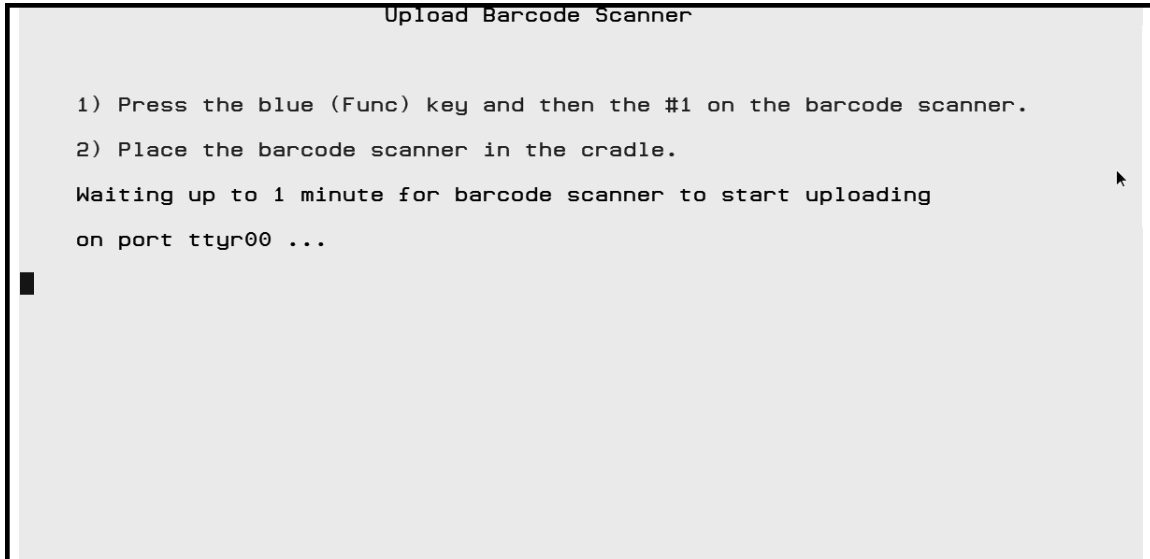 Upload Barcode Scanner
1) Press the blue (Func) key and then the #1 on the barcode scanner.
2) Place the barcode scanner in the cradle.
Waiting up to 1 minute for barcode scanner to start uploading
on port ttyr00 ...